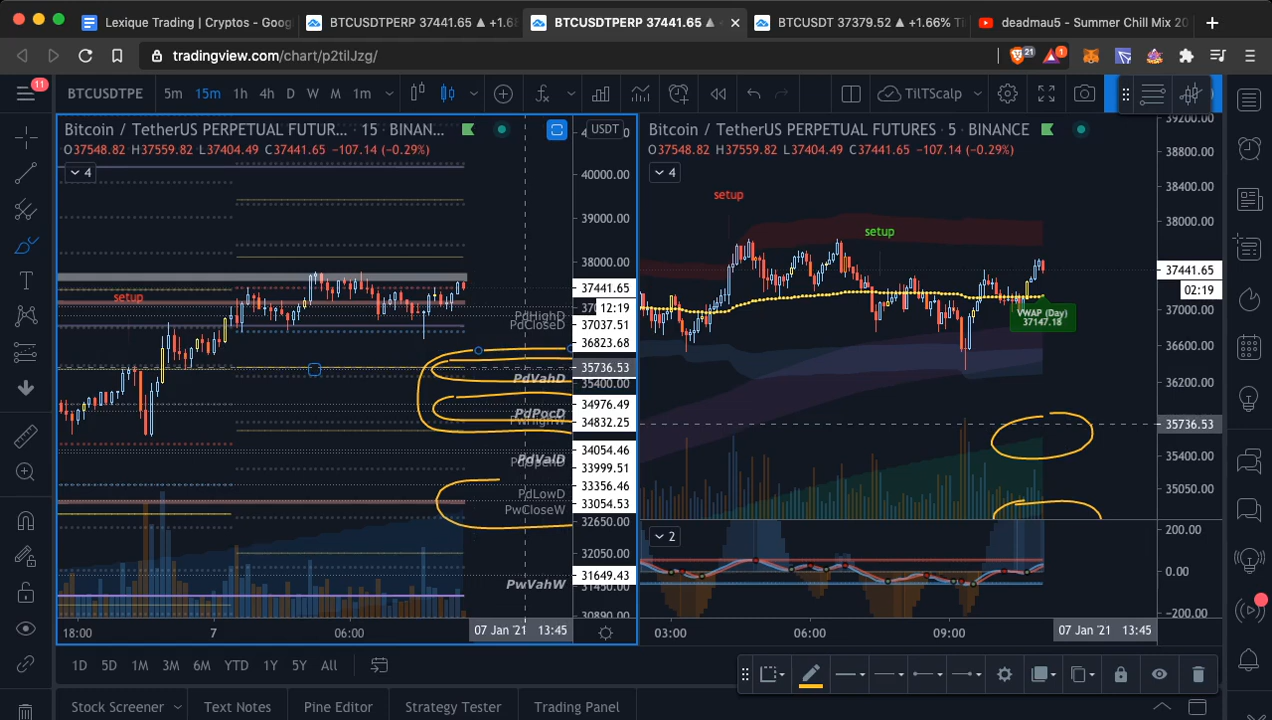 Lexique Trading | Cryptos - Goog
BTCUSDTPERP 37441.65 ▲ +1.6
BTCUSDTPERP 37441.65 ▲
BTCUSDT 37379.52 ▲ +1.66% Ti
deadmau5 - Summer Chill Mix 20
tradingview.com/chart/p2tilJzg/
21
1
11
BTCUSDTPE
5m 15m 1h 4h D W M 1m
TiltScalp
Bitcoin / TetherUS PERPETUAL FUTUR... · 15 · BINAN...
O37548.82 H37559.82 L37404.49 C37441.65 −107.14 (−0.29%)
4
USDT
setup
PdHighD
PdCloseD
PdVahD
PdPocD
PwHighW
PdValD
PdOpenD
PdLowD
PwCloseW
PwVahW
40000.00
39000.00
38000.00
37441.65
12:19
37037.51
36823.68
35736.53
35400.00
34976.49
34832.25
34054.46
33999.51
33356.46
33054.53
32650.00
32050.00
31649.43
31450.00
30890.00
18:00 7 06:00 07 Jan '21 13:45
Bitcoin / TetherUS PERPETUAL FUTURES · 5 · BINANCE
O37548.82 H37559.82 L37404.49 C37441.65 −107.14 (−0.29%)
4
setup
setup
VWAP (Day)
37147.18
39200.00
38800.00
38400.00
38000.00
37441.65
02:19
37000.00
36600.00
36200.00
35736.53
35400.00
35050.00
2
200.00
0.00
−200.00
03:00 06:00 09:00 07 Jan '21 13:45
1D 5D 1M 3M 6M YTD 1Y 5Y All
Stock Screener Text Notes Pine Editor Strategy Tester Trading Panel